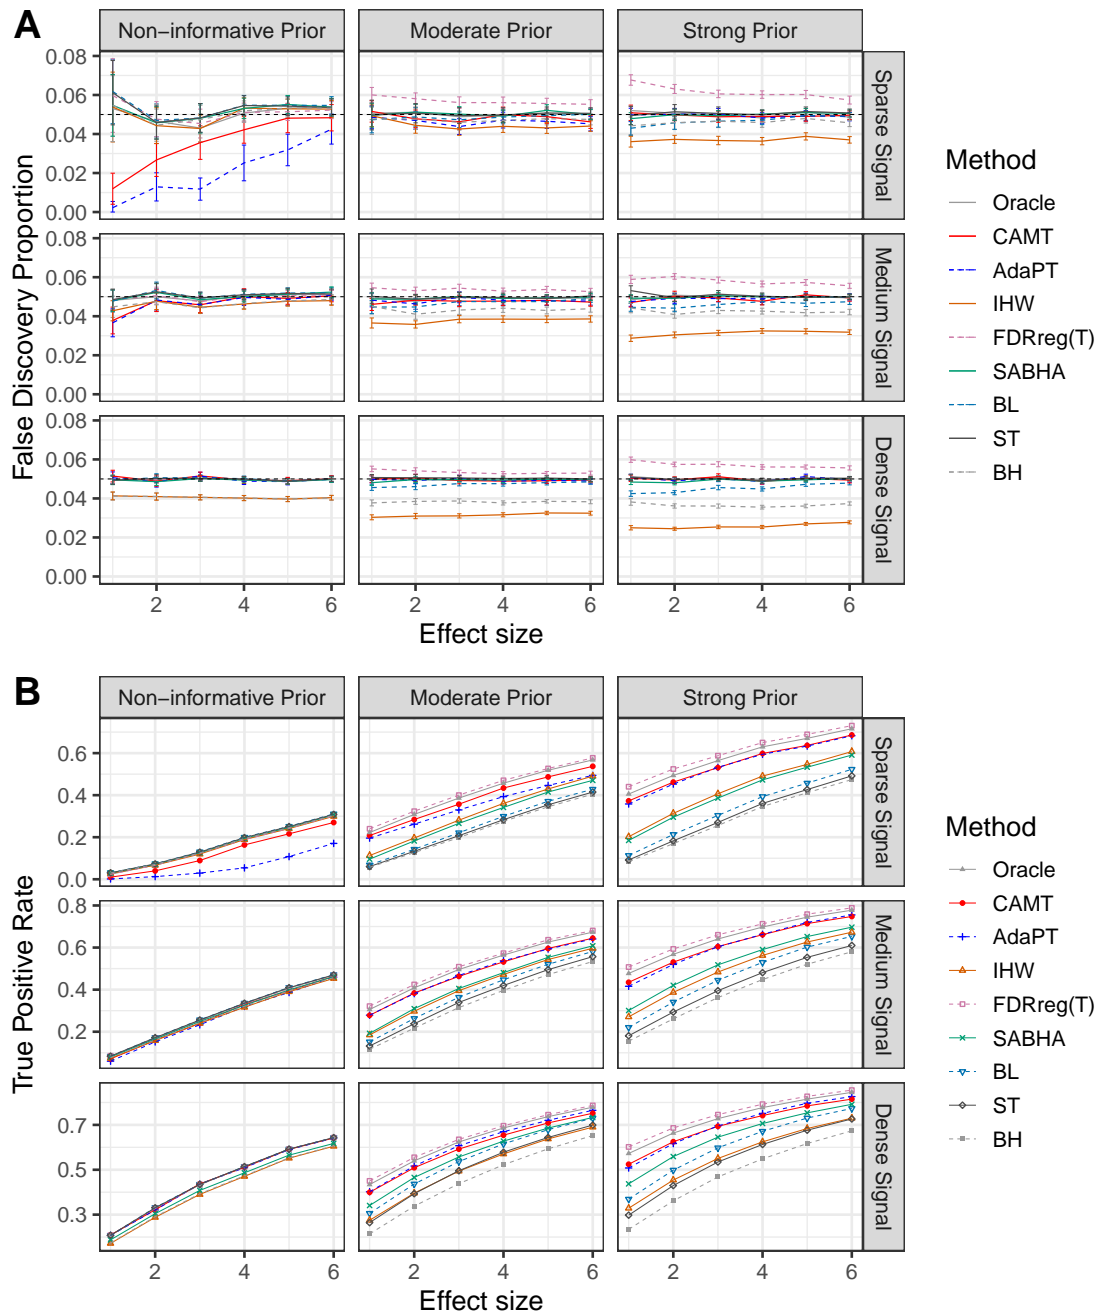 A
Non−informative Prior
Moderate Prior
Strong Prior
0.08
0.06
0.04
0.02
0.00
Sparse Signal
0.08
0.06
0.04
0.02
0.00
Medium Signal
0.08
0.06
0.04
0.02
0.00
Dense Signal
False Discovery Proportion
2 4 6
2 4 6
2 4 6
Effect size
Method
Oracle
CAMT
AdaPT
IHW
FDRreg(T)
SABHA
BL
ST
BH
B
Non−informative Prior
Moderate Prior
Strong Prior
0.6
0.4
0.2
0.0
Sparse Signal
0.8
0.6
0.4
0.2
Medium Signal
0.7
0.5
0.3
Dense Signal
True Positive Rate
2 4 6
2 4 6
2 4 6
Effect size
Method
Oracle
CAMT
AdaPT
IHW
FDRreg(T)
SABHA
BL
ST
BH